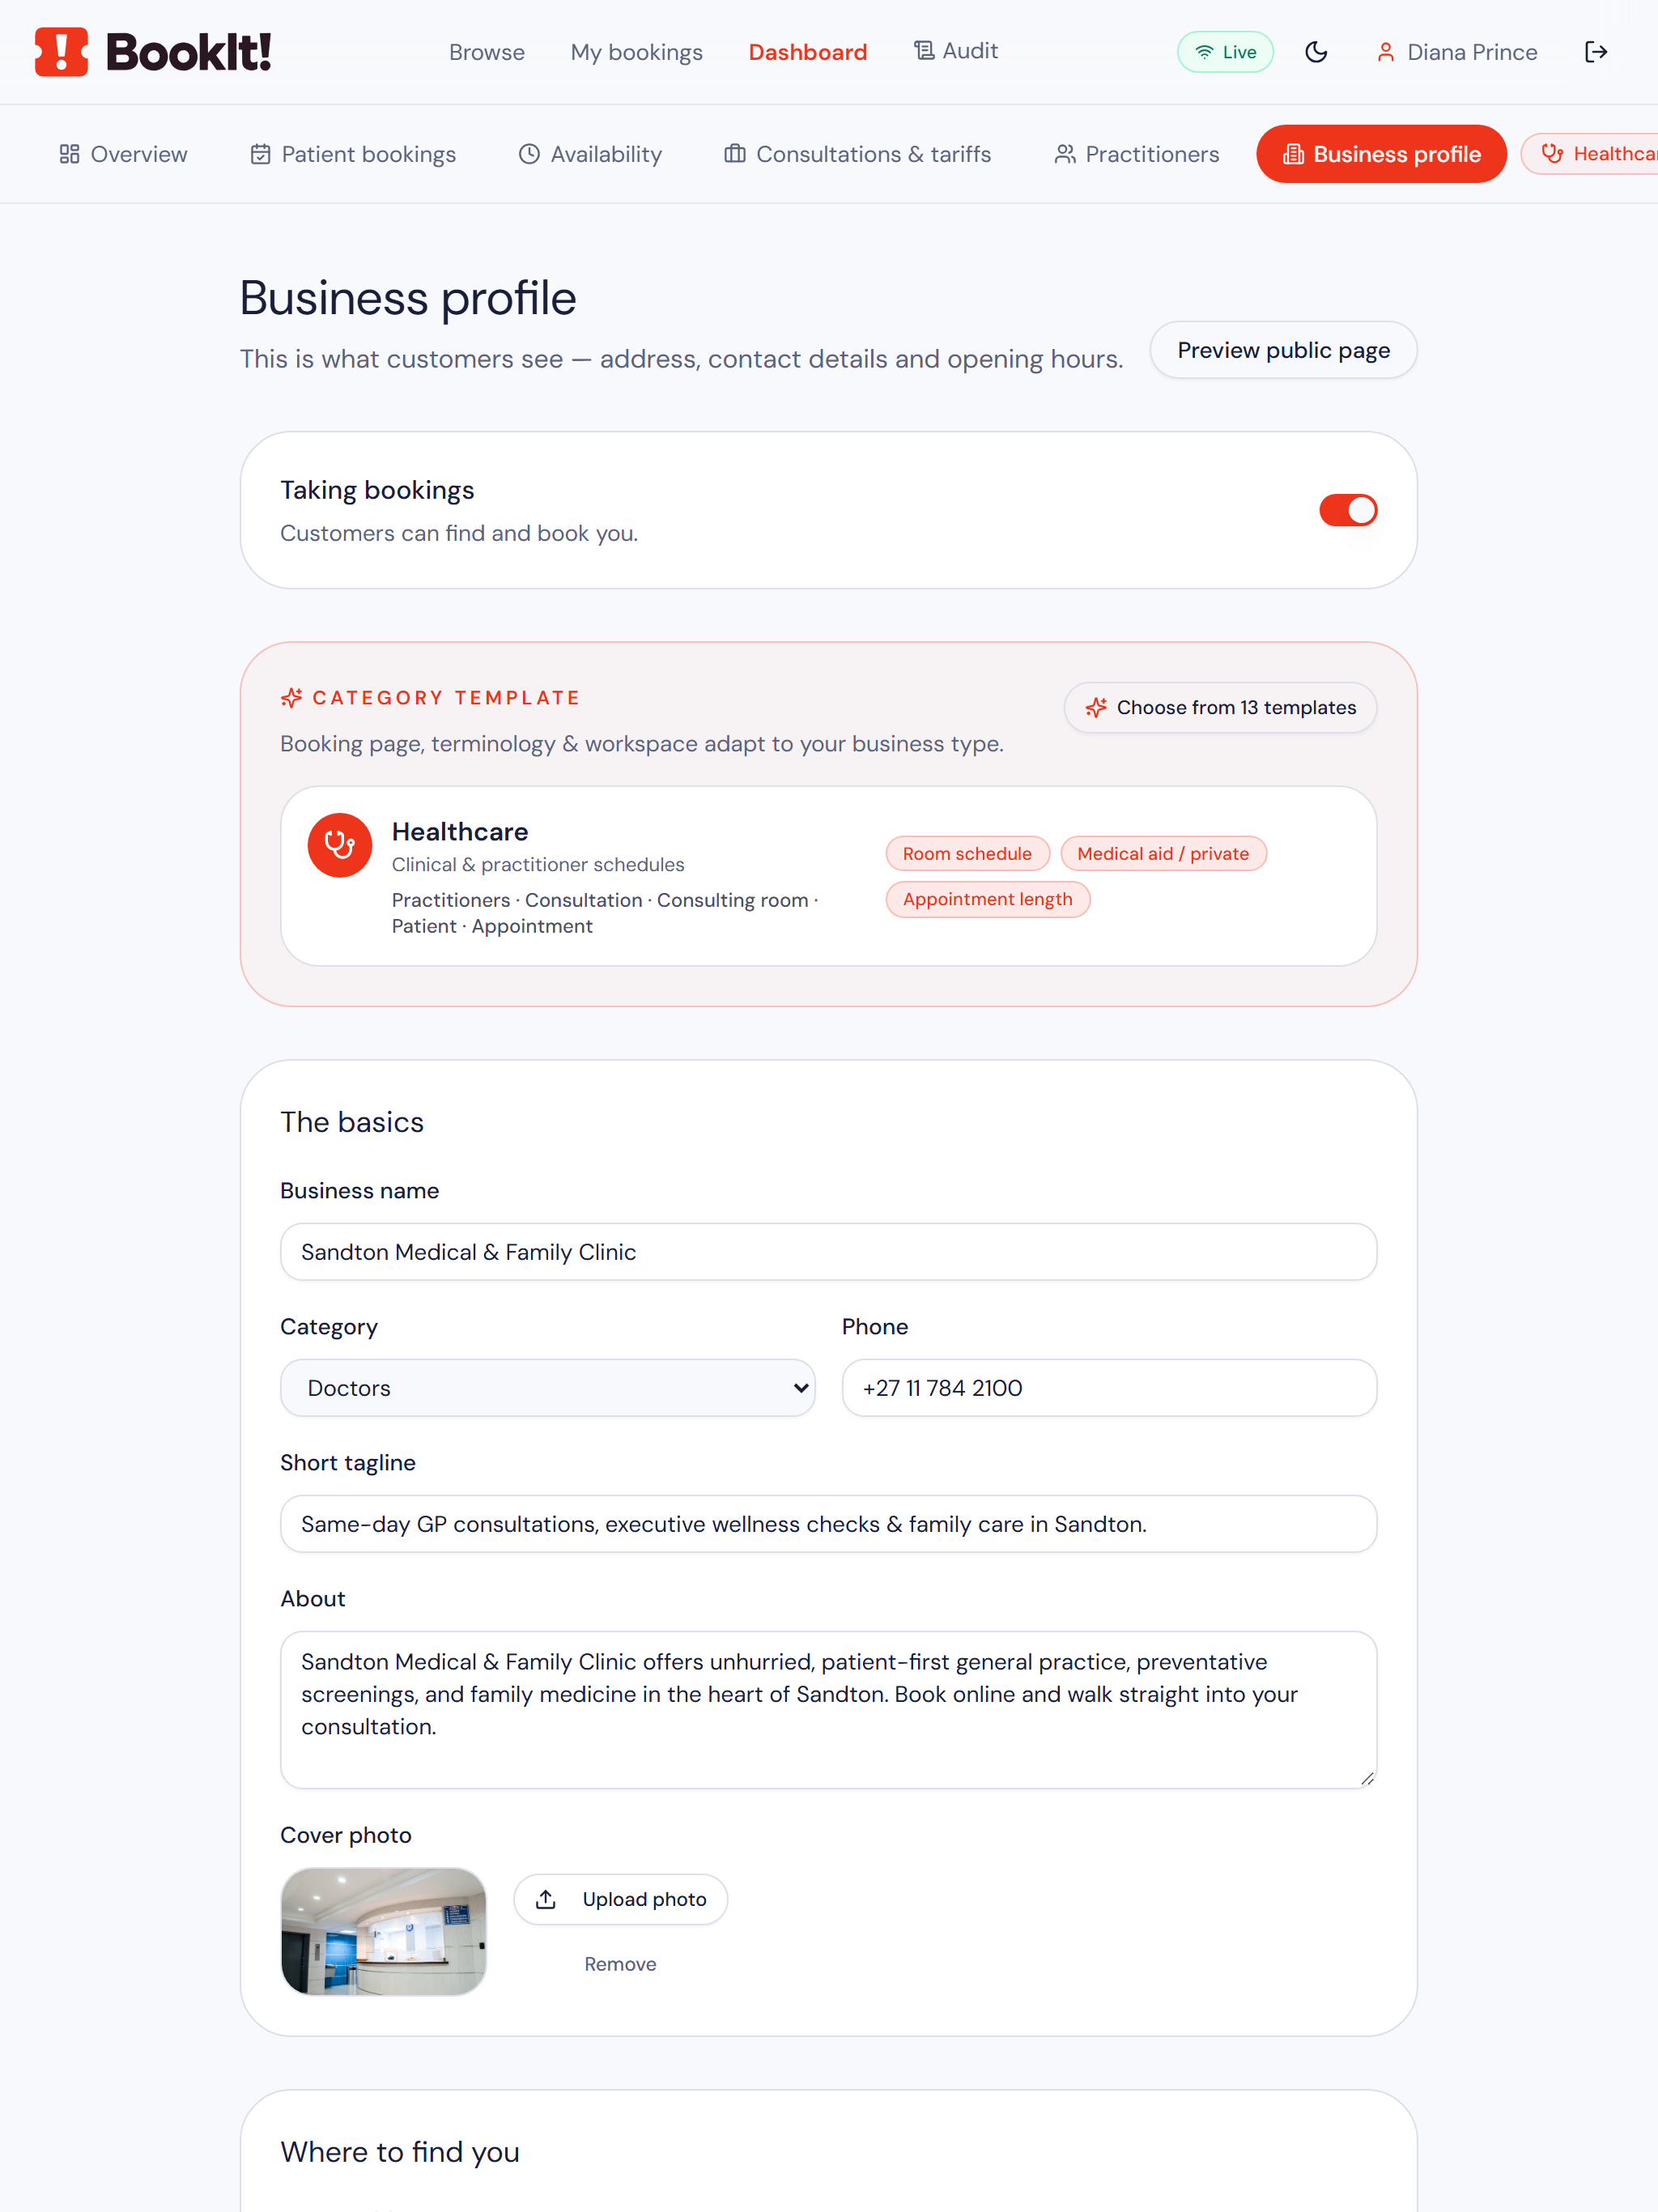 BookIt!
Browse
My bookings
Dashboard
Audit
Live
Diana Prince
Overview
Patient bookings
Availability
Consultations & tariffs
Practitioners
Business profile
Business profile
This is what customers see — address, contact details and opening hours.
Preview public page
Taking bookings
Customers can find and book you.
CATEGORY TEMPLATE
Choose from 13 templates
Booking page, terminology & workspace adapt to your business type.
Healthcare
Clinical & practitioner schedules
Practitioners · Consultation · Consulting room ·
Patient · Appointment
Room schedule
Medical aid / private
Appointment length
The basics
Business name
Sandton Medical & Family Clinic
Category
Phone
Doctors
+27 11 784 2100
Short tagline
Same-day GP consultations, executive wellness checks & family care in Sandton.
About
Sandton Medical & Family Clinic offers unhurried, patient-first general practice, preventative
screenings, and family medicine in the heart of Sandton. Book online and walk straight into your
consultation.
Cover photo
Upload photo
Remove
Where to find you